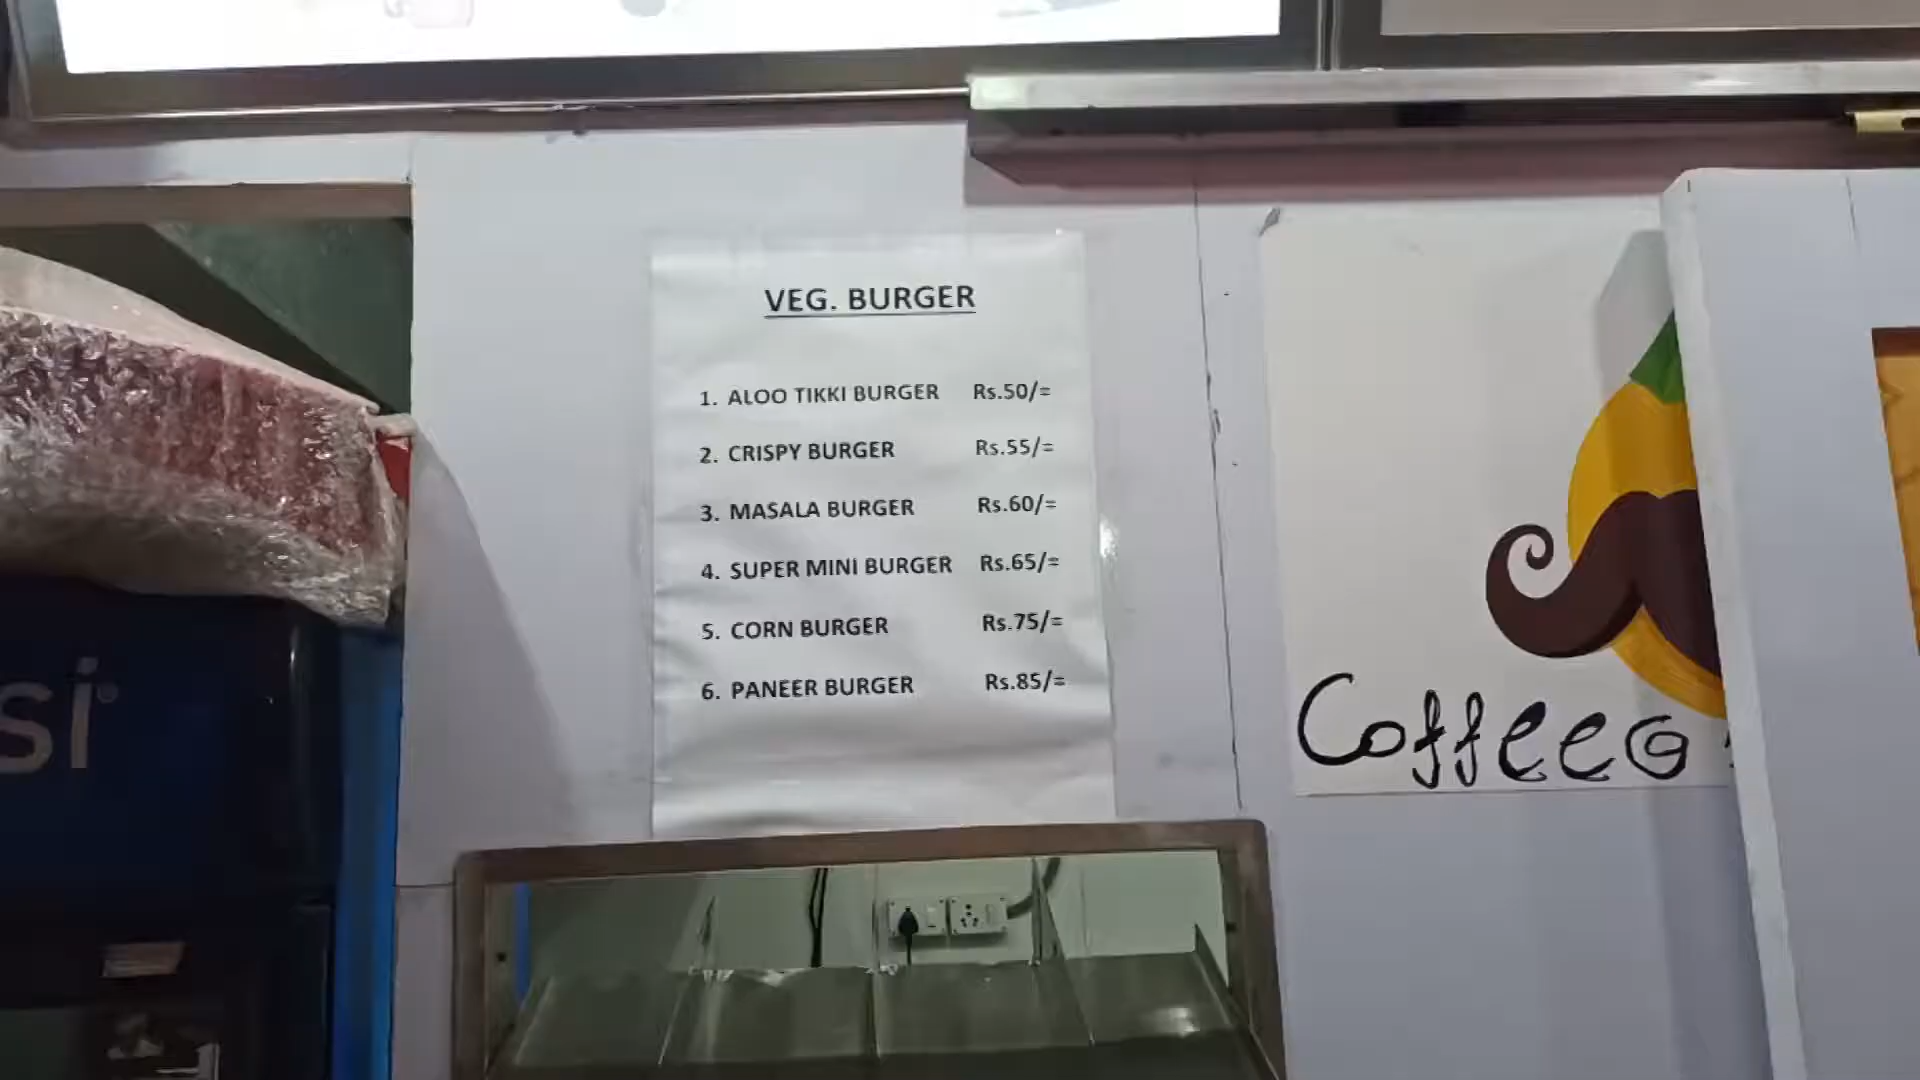 VEG. BURGER
1. ALOO TIKKI BURGER Rs.50/=
2. CRISPY BURGER Rs.55/=
3. MASALA BURGER Rs.60/=
4. SUPER MINI BURGER Rs.65/=
5. CORN BURGER Rs.75/=
6. PANEER BURGER Rs.85/=
Coffee
si